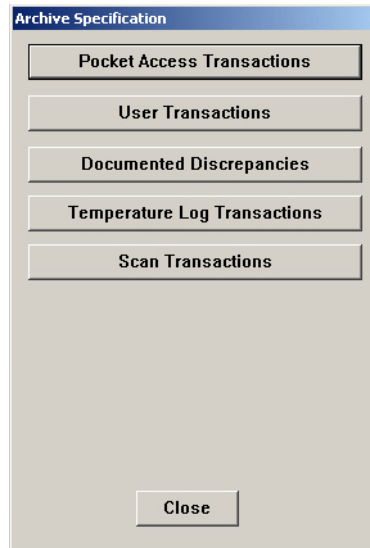 Archive Specification
Pocket Access Transactions
User Transactions
Documented Discrepancies
Temperature Log Transactions
Scan Transactions
Close